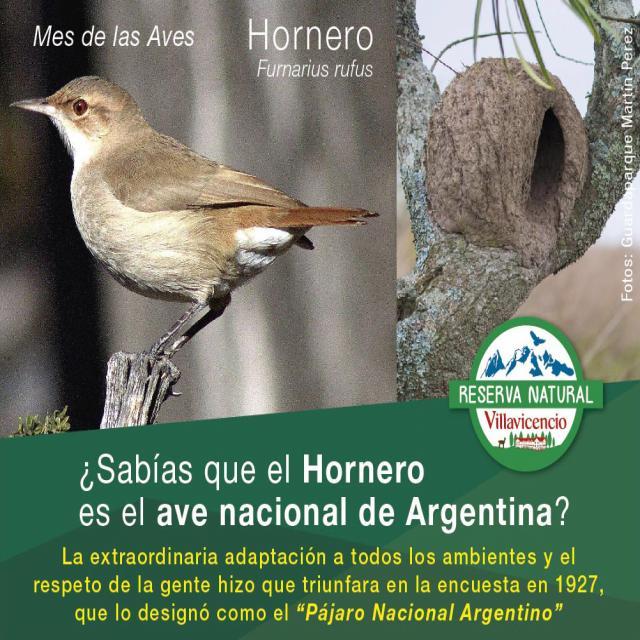 Mes de las Aves
Hornero
Furnarius rufus
Fotos: Guardaparque Martín Pérez
RESERVA NATURAL
Villavicencio
¿Sabías que el Hornero
es el ave nacional de Argentina?
La extraordinaria adaptación a todos los ambientes y el
respeto de la gente hizo que triunfara en la encuesta en 1927,
que lo designó como el “Pájaro Nacional Argentino”